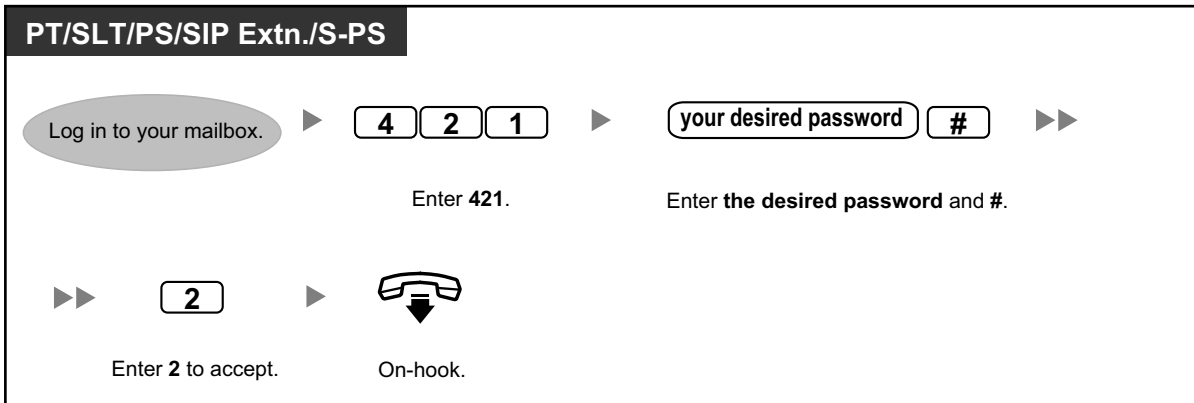 PT/SLT/PS/SIP Extn./S-PS
Log in to your mailbox.
4 2 1
your desired password #
Enter 421.
Enter the desired password and #.
2
Enter 2 to accept.
On-hook.